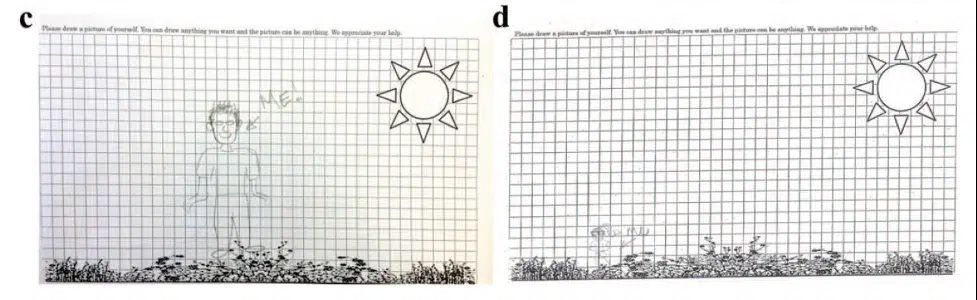 c
Please draw a picture of yourself. You can draw anything you want and the picture can be anything. We appreciate your help.
ME!
d
Please draw a picture of yourself. You can draw anything you want and the picture can be anything. We appreciate your help.
ME